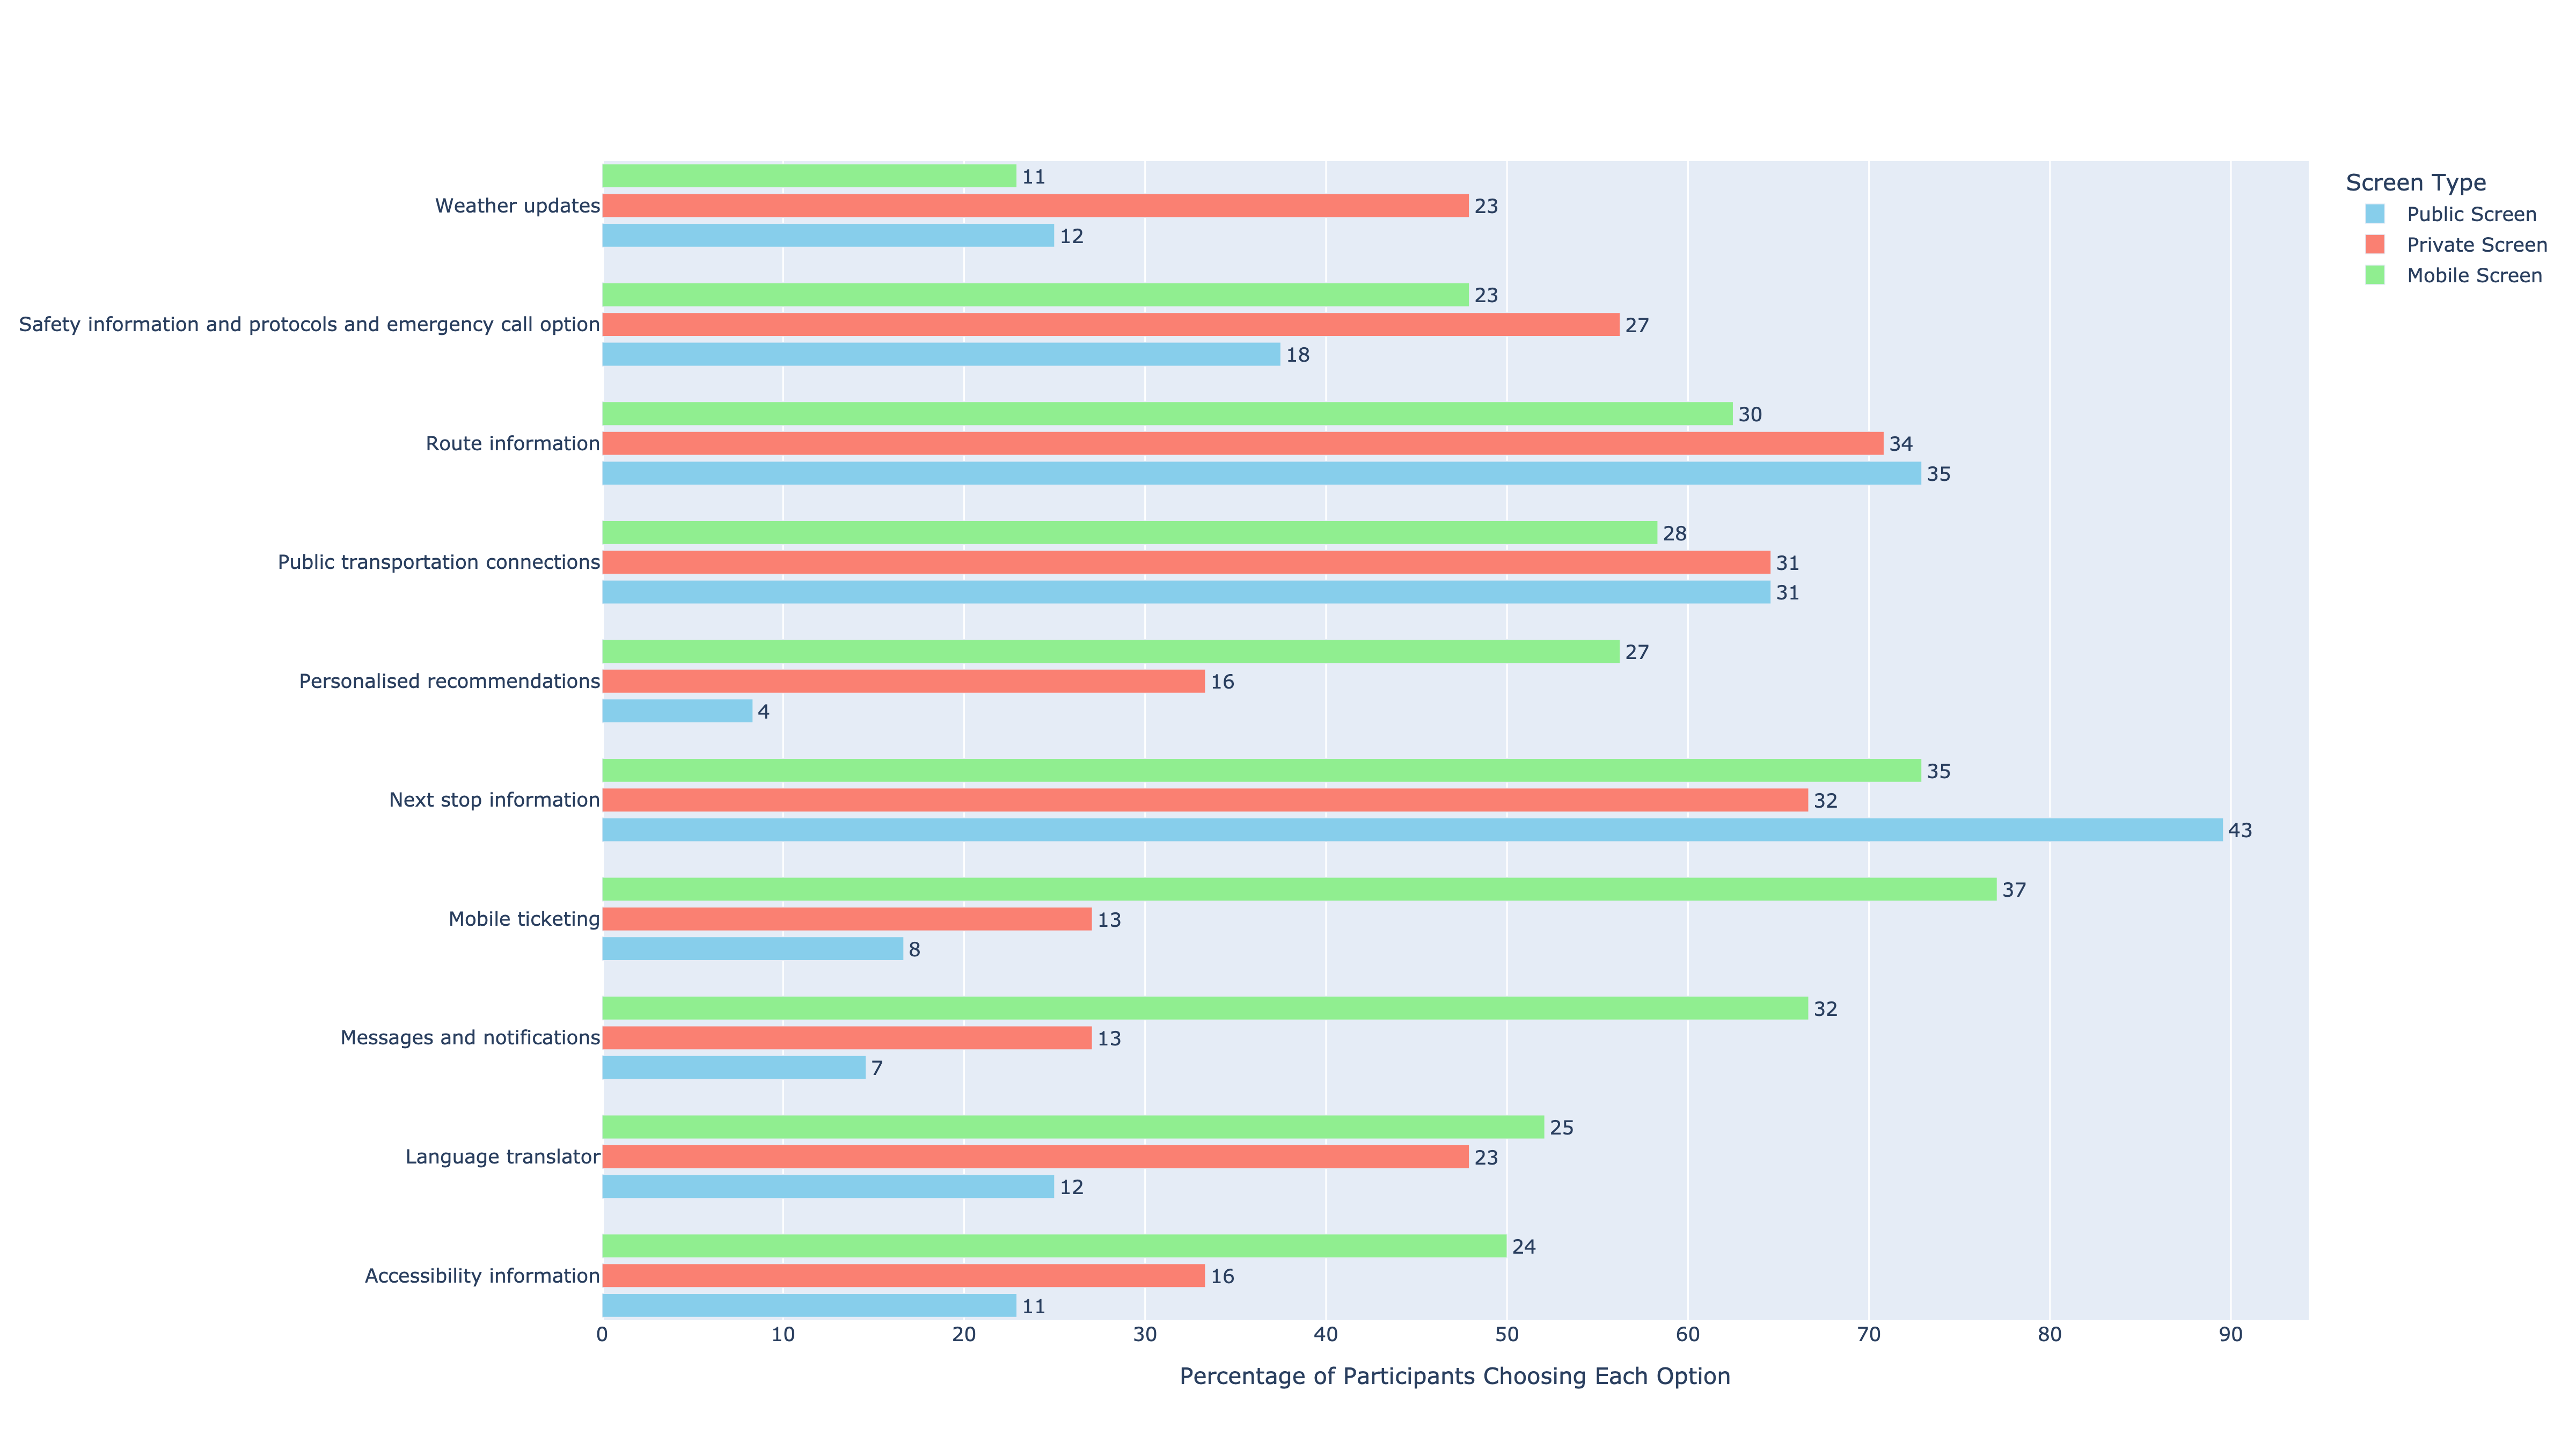 Screen Type
Public Screen
Private Screen
Mobile Screen
11
Weather updates 23
12
23
Safety information and protocols and emergency call option 27
18
30
Route information 34
35
28
Public transportation connections 31
31
27
Personalised recommendations 16
4
35
Next stop information 32
43
37
Mobile ticketing 13
8
32
Messages and notifications 13
7
25
Language translator 23
12
24
Accessibility information 16
11
0 10 20 30 40 50 60 70 80 90
Percentage of Participants Choosing Each Option